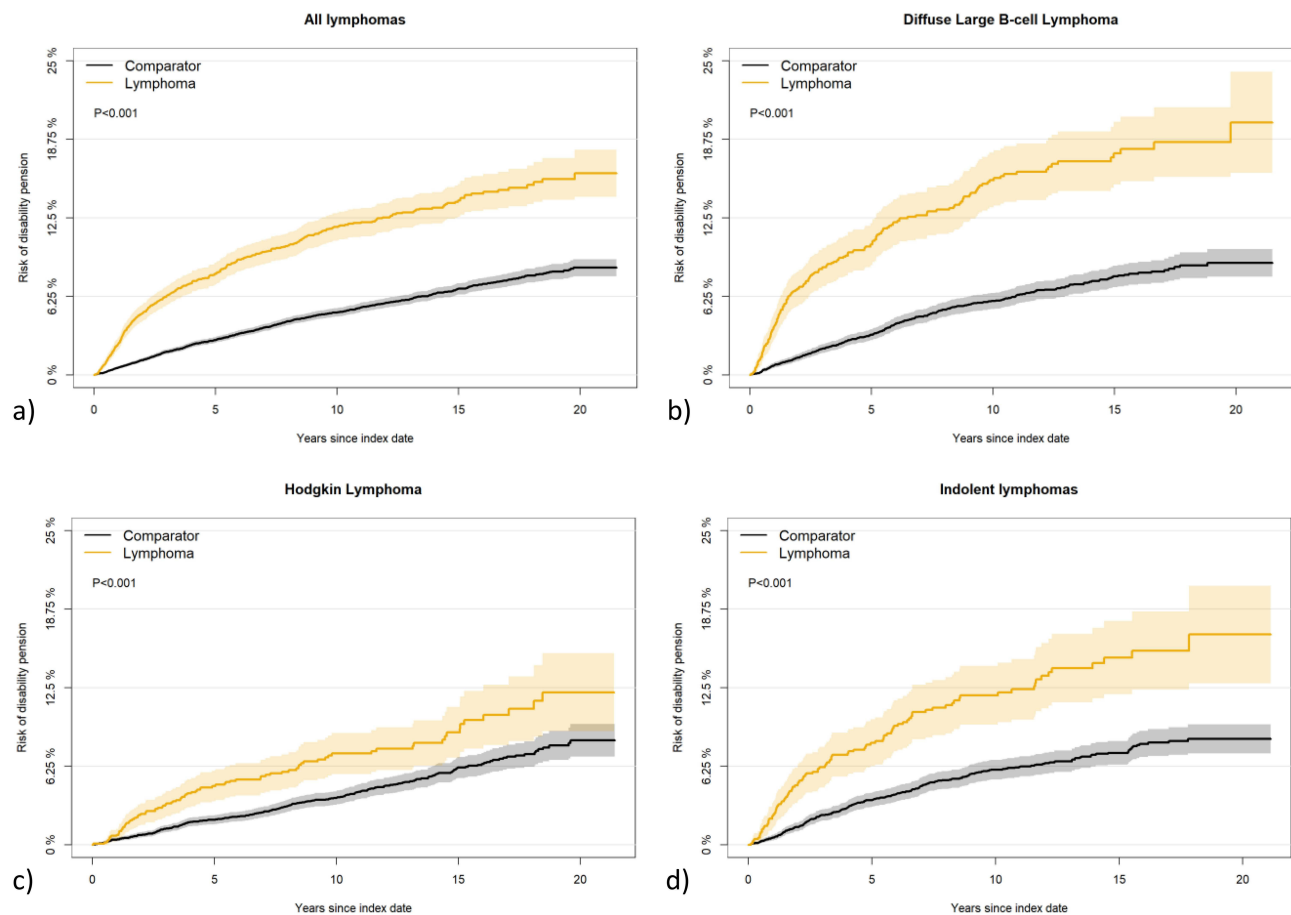 All lymphomas
25 %
18.75 %
12.5 %
6.25 %
0 %
Risk of disability pension
Comparator
Lymphoma
P<0.001
0 5 10 15 20
Years since index date
a)
Diffuse Large B-cell Lymphoma
25 %
18.75 %
12.5 %
6.25 %
0 %
Risk of disability pension
Comparator
Lymphoma
P<0.001
0 5 10 15 20
Years since index date
b)
Hodgkin Lymphoma
25 %
18.75 %
12.5 %
6.25 %
0 %
Risk of disability pension
Comparator
Lymphoma
P<0.001
0 5 10 15 20
Years since index date
c)
Indolent lymphomas
25 %
18.75 %
12.5 %
6.25 %
0 %
Risk of disability pension
Comparator
Lymphoma
P<0.001
0 5 10 15 20
Years since index date
d)